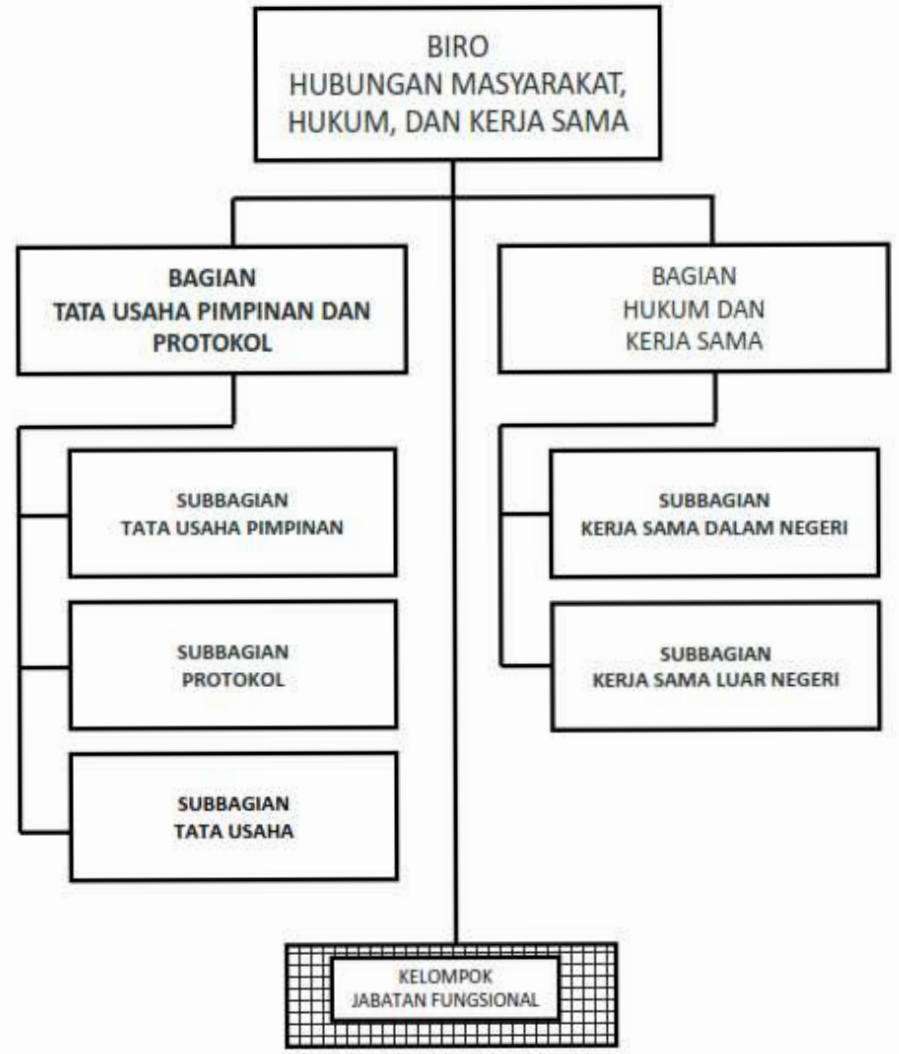 BIRO
HUBUNGAN MASYARAKAT,
HUKUM, DAN KERJA SAMA
BAGIAN
TATA USAHA PIMPINAN DAN
PROTOKOL
BAGIAN
HUKUM DAN
KERJA SAMA
SUBBAGIAN
TATA USAHA PIMPINAN
SUBBAGIAN
KERJA SAMA DALAM NEGERI
SUBBAGIAN
PROTOKOL
SUBBAGIAN
KERJA SAMA LUAR NEGERI
SUBBAGIAN
TATA USAHA
KELOMPOK
JABATAN FUNGSIONAL